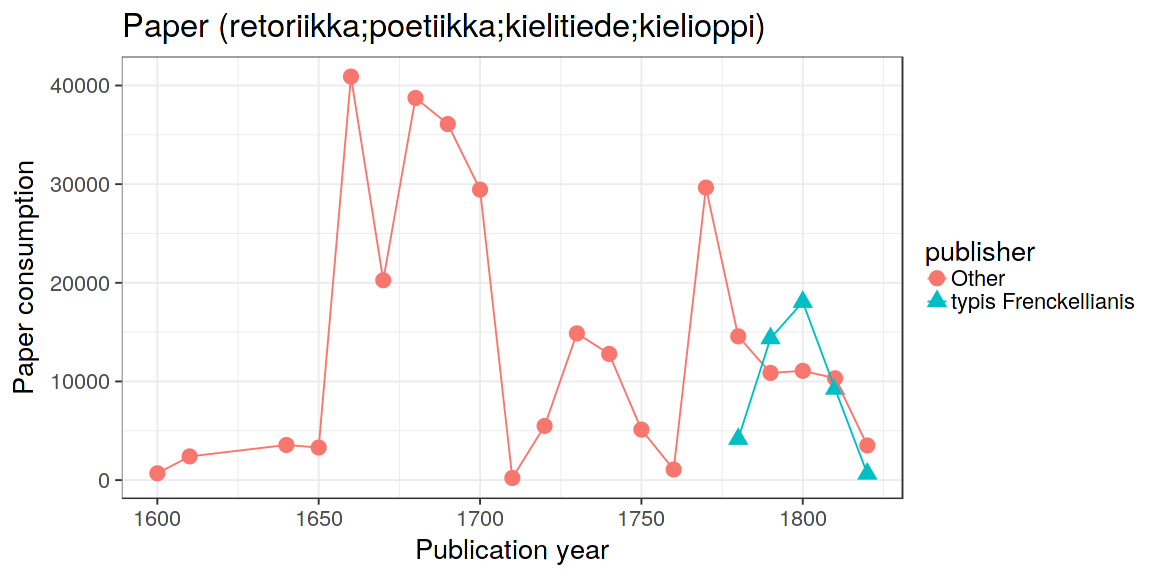 Paper (retoriikka;poetiikka;kielitiede;kielioppi)
Paper consumption
40000
30000
20000
10000
0
1600 1650 1700 1750 1800
Publication year
publisher
Other
typis Frenckellianis